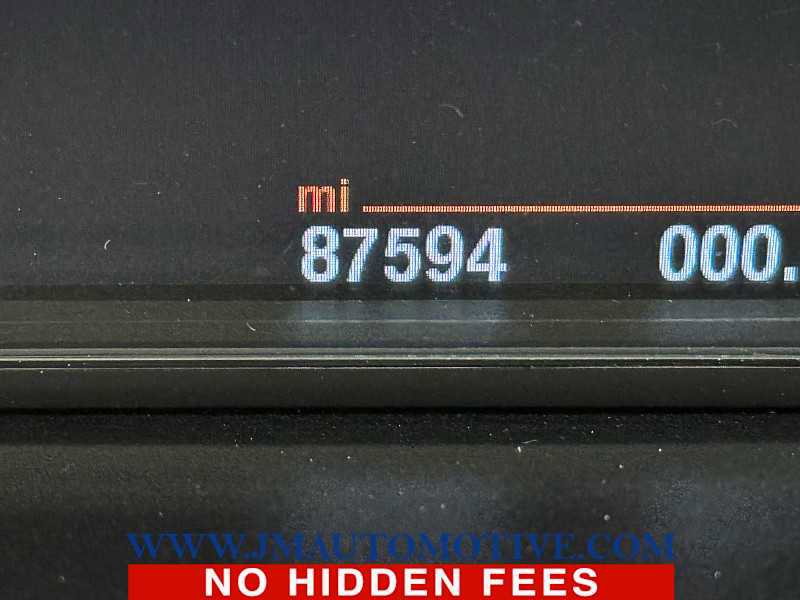 mi
87594 000.
WWW.JMAUTOMOTIVE.COM
NO HIDDEN FEES